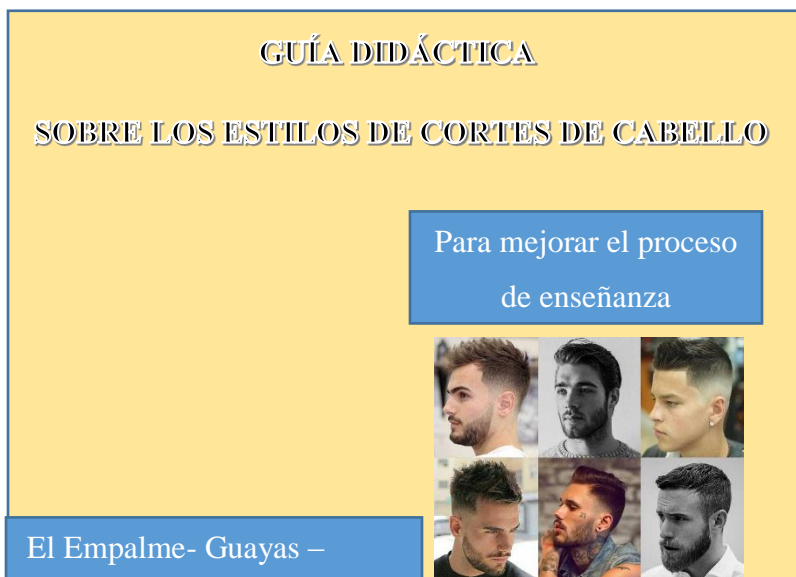 GUÍA DIDÁCTICA
SOBRE LOS ESTILOS DE CORTES DE CABELLO
Para mejorar el proceso
de enseñanza
El Empalme- Guayas –